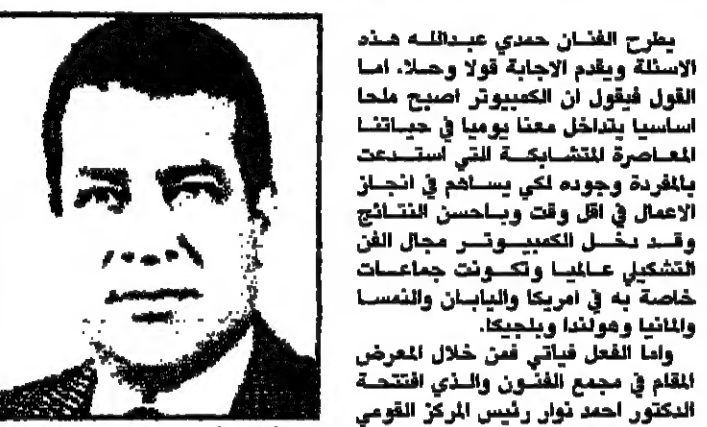 يطرح الفنان حمدي عبدالله هذه
الاسئلة ويقدم الاجابة قولا وحلا. اما
القول فيقول ان الكمبيوتر اصبح ملحا
اساسيا يتداخل معنا يوميا في حياتنا
المعاصرة المتشابكة التي استدعت
بالمفردة وجوده لكي يساهم في انجاز
الاعمال في اقل وقت وباحسن النتائج
وقد دخل الكمبيوتر مجال الفن
التشكيلي عالميا وتكونت جماعات
خاصة به في امريكا واليابان والنمسا
والمانيا وهولندا وبلجيكا.
واما الفعل فياتي فمن خلال المعرض
المقام في مجمع الفنون والذي افتتحة
الدكتور احمد نوار رئيس المركز القومي